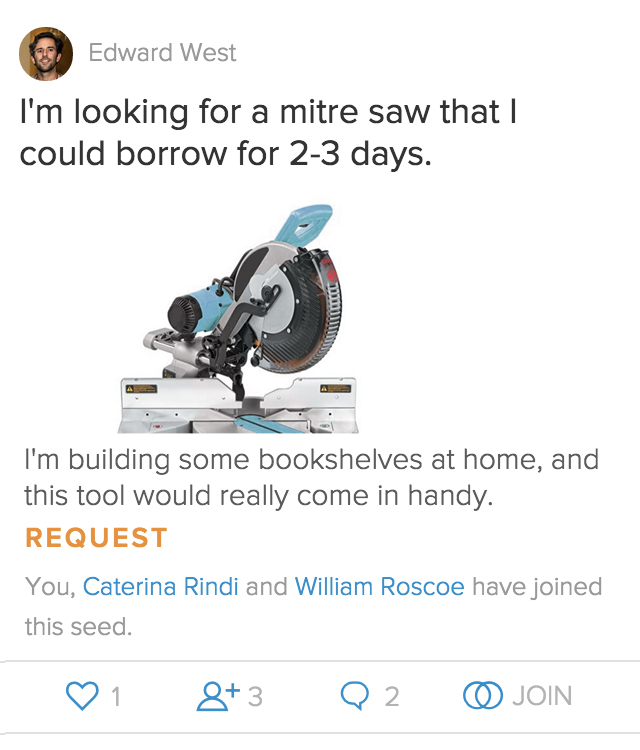 Edward West
I'm looking for a mitre saw that I
could borrow for 2-3 days.
I'm building some bookshelves at home, and
this tool would really come in handy.
REQUEST
You, Caterina Rindi and William Roscoe have joined
this seed.
1 3 2 JOIN